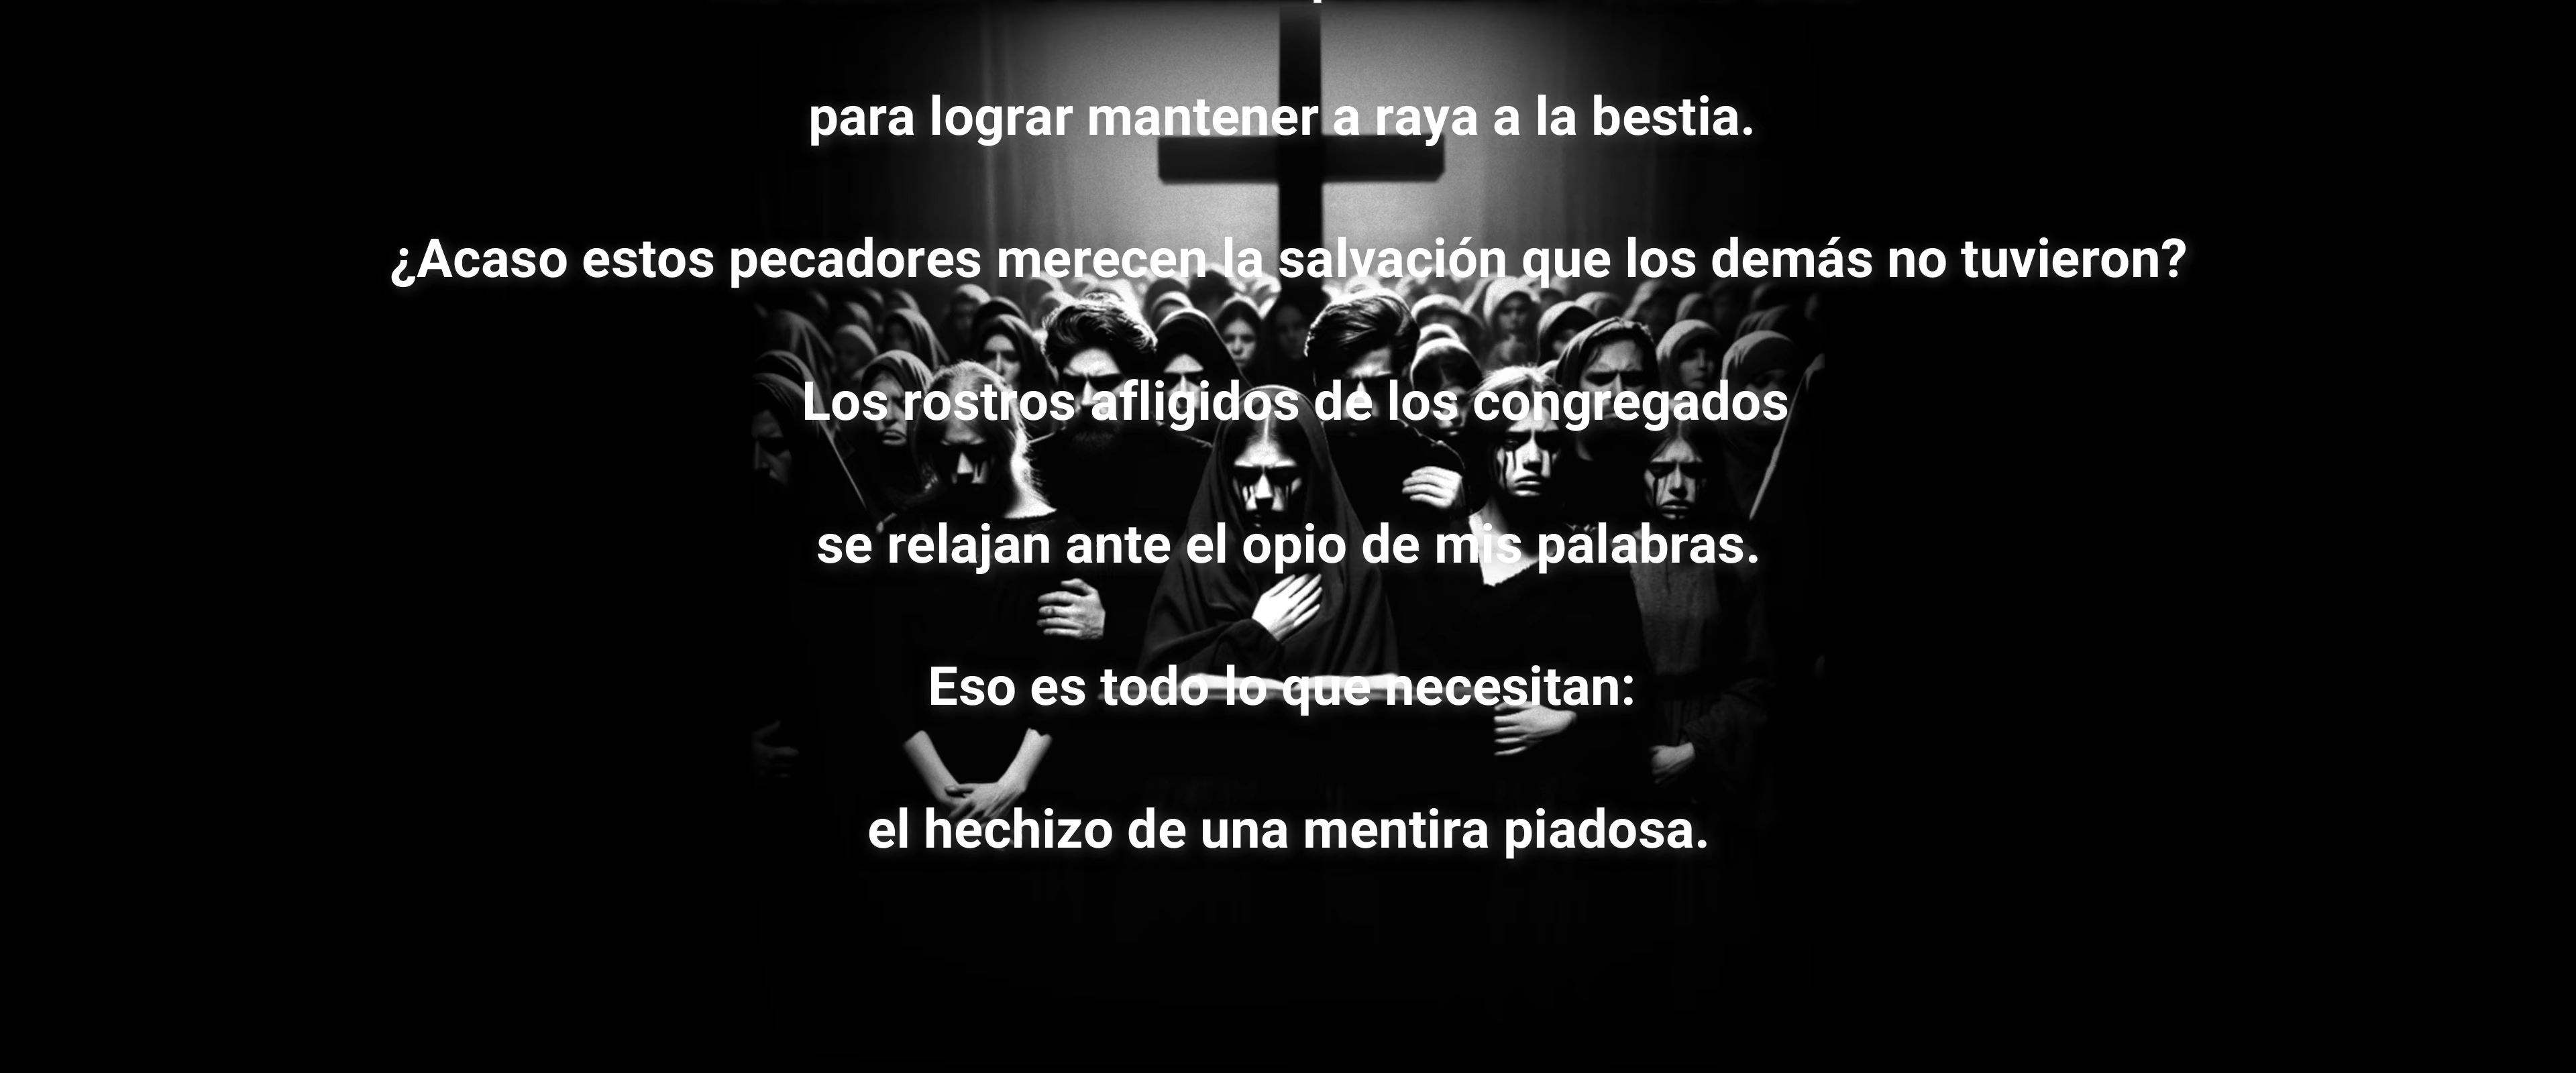 para lograr mantener a raya a la bestia.
¿Acaso estos pecadores merecen la salvación que los demás no tuvieron?
Los rostros afligidos de los congregados
se relajan ante el opio de mis palabras.
Eso es todo lo que necesitan:
el hechizo de una mentira piadosa.